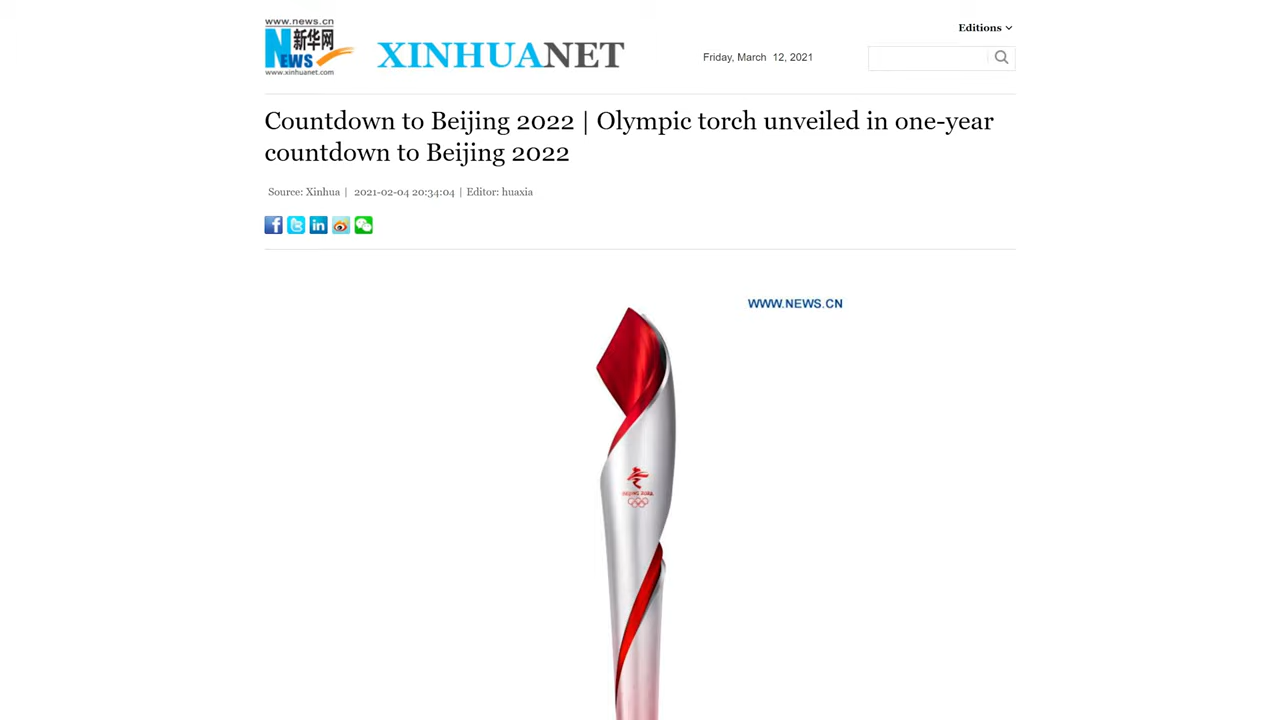 www.news.cn
新华网
NEWS
www.xinhuanet.com
XINHUANET
Friday, March 12, 2021
Editions
Countdown to Beijing 2022 | Olympic torch unveiled in one-year
countdown to Beijing 2022
Source: Xinhua | 2021-02-04 20:34:04 | Editor: huaxia
f
in
WWW.NEWS.CN
BEIJING 2022